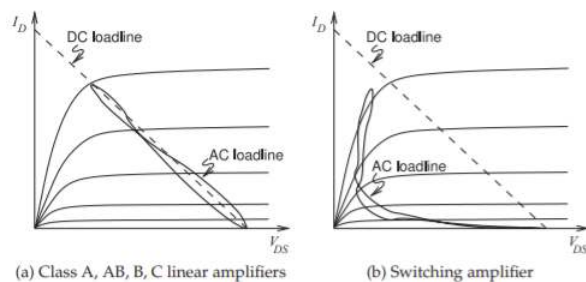 I_D
DC loadline
AC loadline
V_DS
(a) Class A, AB, B, C linear amplifiers
I_D
DC loadline
AC loadline
V_DS
(b) Switching amplifier